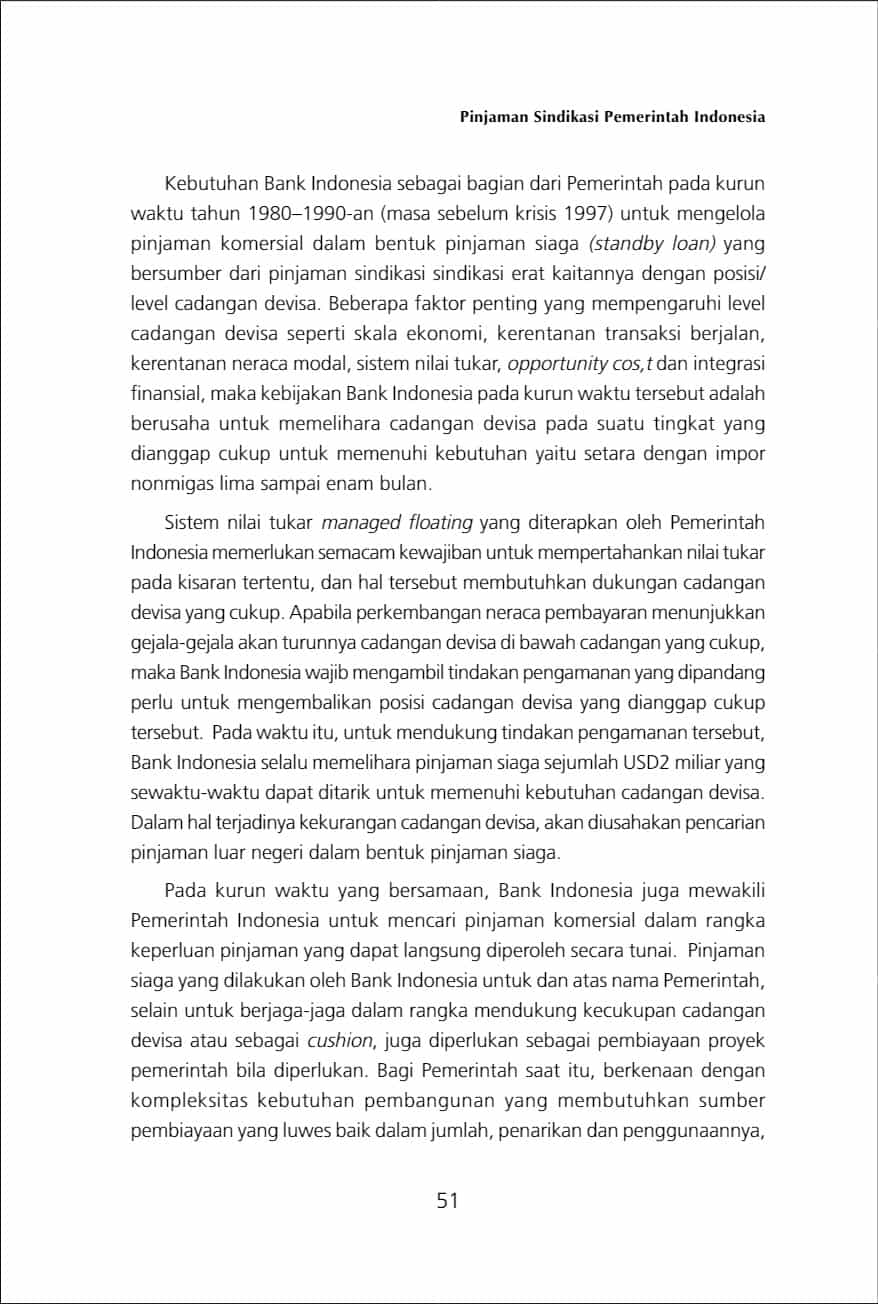 Pinjaman Sindikasi Pemerintah Indonesia
Kebutuhan Bank Indonesia sebagai bagian dari Pemerintah pada kurun
waktu tahun 1980–1990-an (masa sebelum krisis 1997) untuk mengelola
pinjaman komersial dalam bentuk pinjaman siaga (standby loan) yang
bersumber dari pinjaman sindikasi sindikasi erat kaitannya dengan posisi/
level cadangan devisa. Beberapa faktor penting yang mempengaruhi level
cadangan devisa seperti skala ekonomi, kerentanan transaksi berjalan,
kerentanan neraca modal, sistem nilai tukar, opportunity cos,t dan integrasi
finansial, maka kebijakan Bank Indonesia pada kurun waktu tersebut adalah
berusaha untuk memelihara cadangan devisa pada suatu tingkat yang
dianggap cukup untuk memenuhi kebutuhan yaitu setara dengan impor
nonmigas lima sampai enam bulan.
Sistem nilai tukar managed floating yang diterapkan oleh Pemerintah
Indonesia memerlukan semacam kewajiban untuk mempertahankan nilai tukar
pada kisaran tertentu, dan hal tersebut membutuhkan dukungan cadangan
devisa yang cukup. Apabila perkembangan neraca pembayaran menunjukkan
gejala-gejala akan turunnya cadangan devisa di bawah cadangan yang cukup,
maka Bank Indonesia wajib mengambil tindakan pengamanan yang dipandang
perlu untuk mengembalikan posisi cadangan devisa yang dianggap cukup
tersebut. Pada waktu itu, untuk mendukung tindakan pengamanan tersebut,
Bank Indonesia selalu memelihara pinjaman siaga sejumlah USD2 miliar yang
sewaktu-waktu dapat ditarik untuk memenuhi kebutuhan cadangan devisa.
Dalam hal terjadinya kekurangan cadangan devisa, akan diusahakan pencarian
pinjaman luar negeri dalam bentuk pinjaman siaga.
Pada kurun waktu yang bersamaan, Bank Indonesia juga mewakili
Pemerintah Indonesia untuk mencari pinjaman komersial dalam rangka
keperluan pinjaman yang dapat langsung diperoleh secara tunai. Pinjaman
siaga yang dilakukan oleh Bank Indonesia untuk dan atas nama Pemerintah,
selain untuk berjaga-jaga dalam rangka mendukung kecukupan cadangan
devisa atau sebagai cushion, juga diperlukan sebagai pembiayaan proyek
pemerintah bila diperlukan. Bagi Pemerintah saat itu, berkenaan dengan
kompleksitas kebutuhan pembangunan yang membutuhkan sumber
pembiayaan yang luwes baik dalam jumlah, penarikan dan penggunaannya,
51